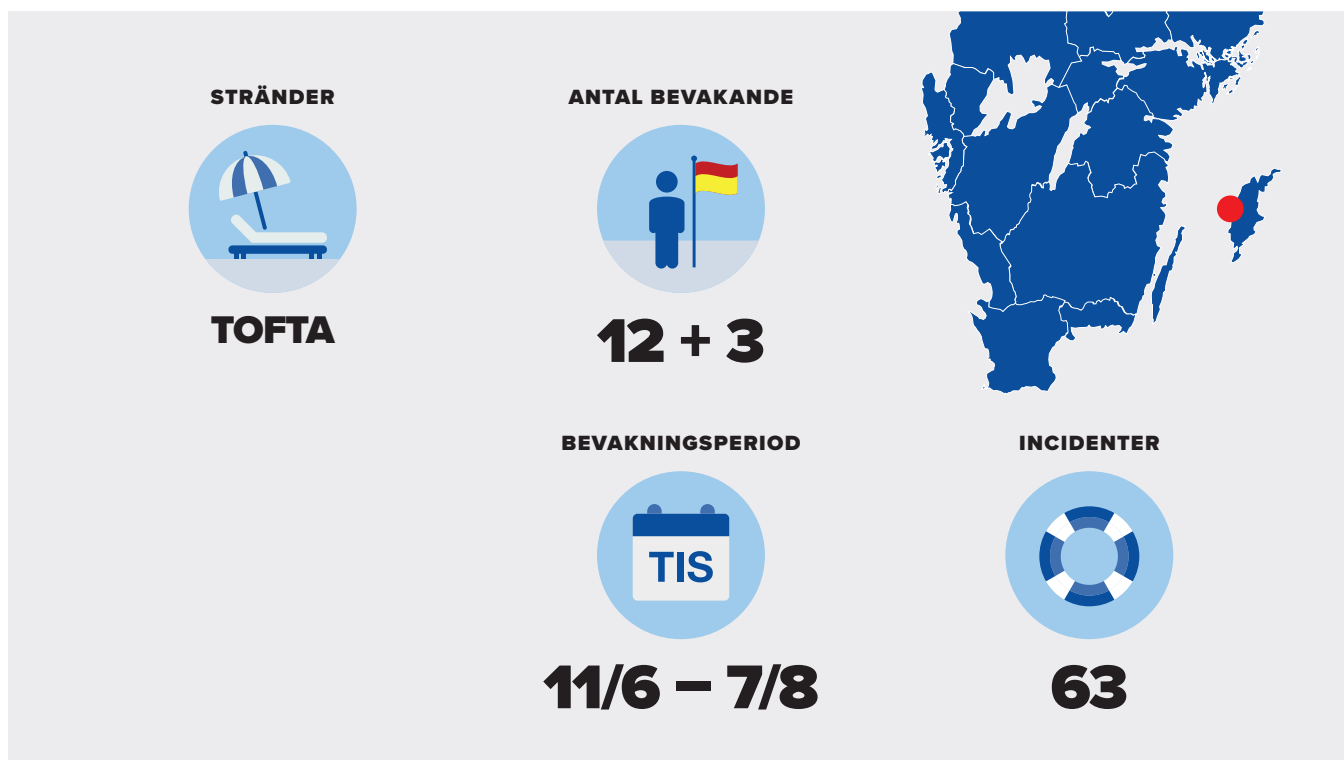 STRÄNDER
TOFTA
ANTAL BEVAKANDE
12 + 3
BEVAKNINGSPERIOD
TIS
11/6 – 7/8
INCIDENTER
63